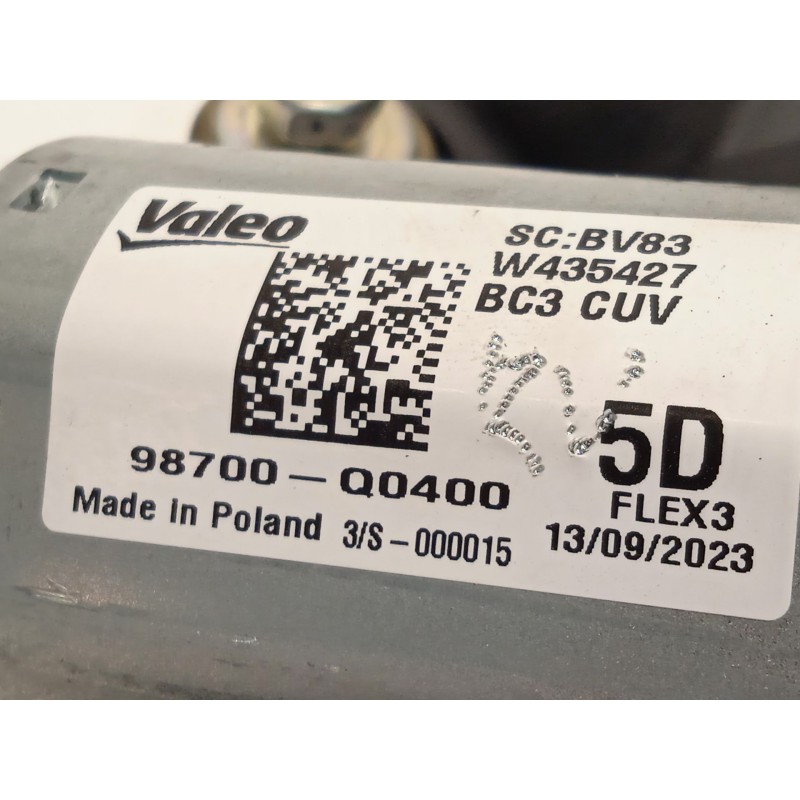 Valeo
SC:BV83
W435427
BC3 CUV
5D
FLEX3
98700-Q0400
Made in Poland 3/S-000015
13/09/2023